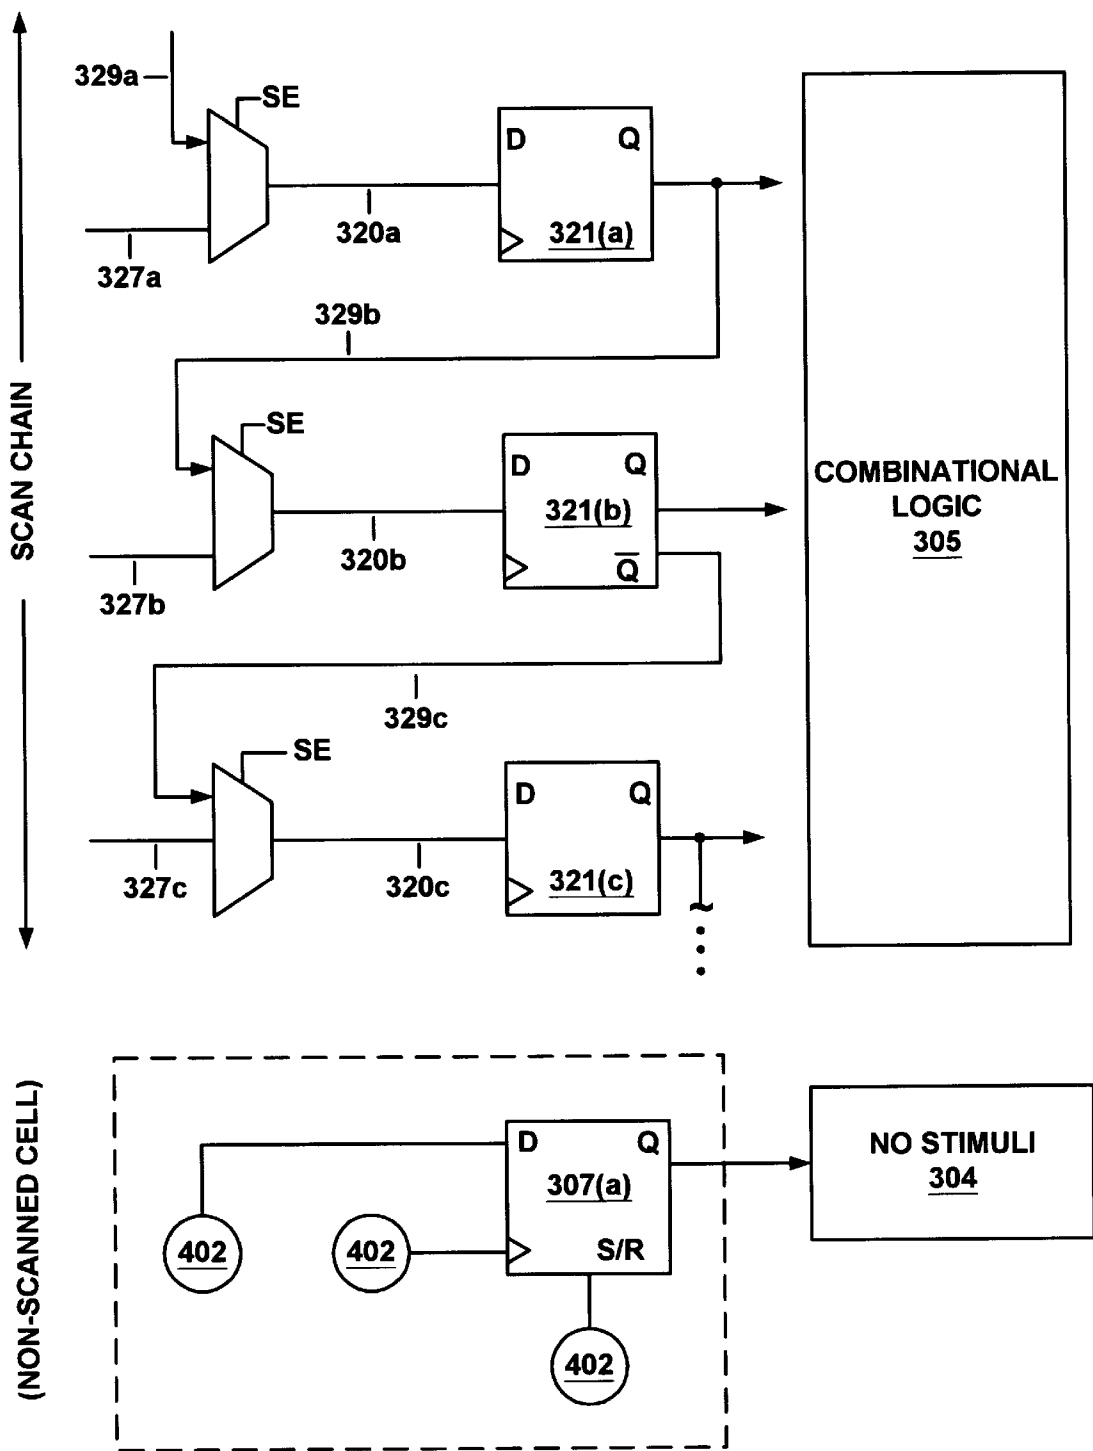 SCAN CHAIN
329a
SE
D Q
321(a)
320a
327a
329b
SE
D Q
321(b)
Q̅
320b
327b
COMBINATIONAL
LOGIC
305
329c
SE
D Q
321(c)
320c
327c
(NON-SCANNED CELL)
D Q
307(a)
S/R
402
402
402
NO STIMULI
304